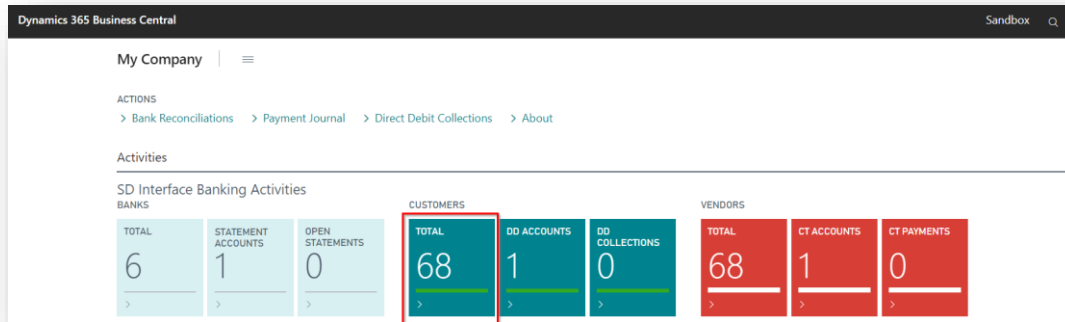 Dynamics 365 Business Central
Sandbox
My Company
ACTIONS
> Bank Reconciliations > Payment Journal > Direct Debit Collections > About
Activities
SD Interface Banking Activities
BANKS
TOTAL
6
STATEMENT
ACCOUNTS
1
OPEN
STATEMENTS
0
CUSTOMERS
TOTAL
68
DD ACCOUNTS
1
DD
COLLECTIONS
0
VENDORS
TOTAL
68
CT ACCOUNTS
1
CT PAYMENTS
0